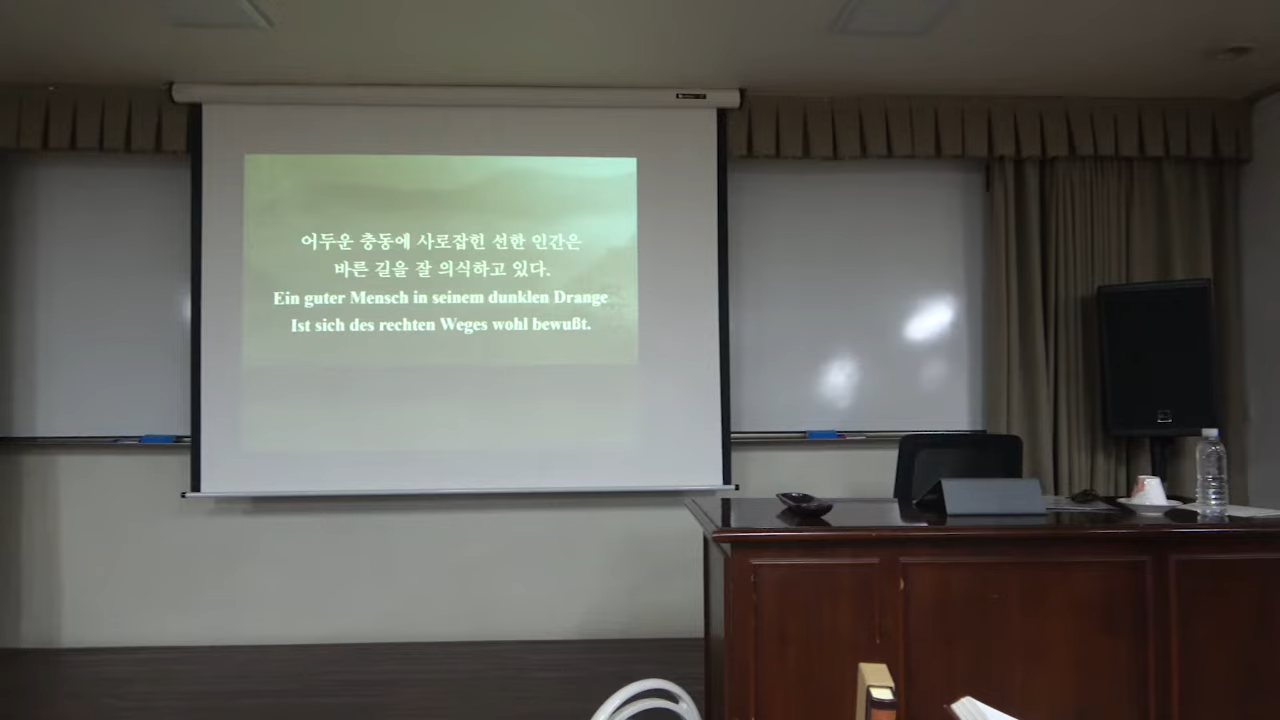 어두운 충동에 사로잡힌 선한 인간은
바른 길을 잘 의식하고 있다.
Ein guter Mensch in seinem dunklen Drange
Ist sich des rechten Weges wohl bewußt.